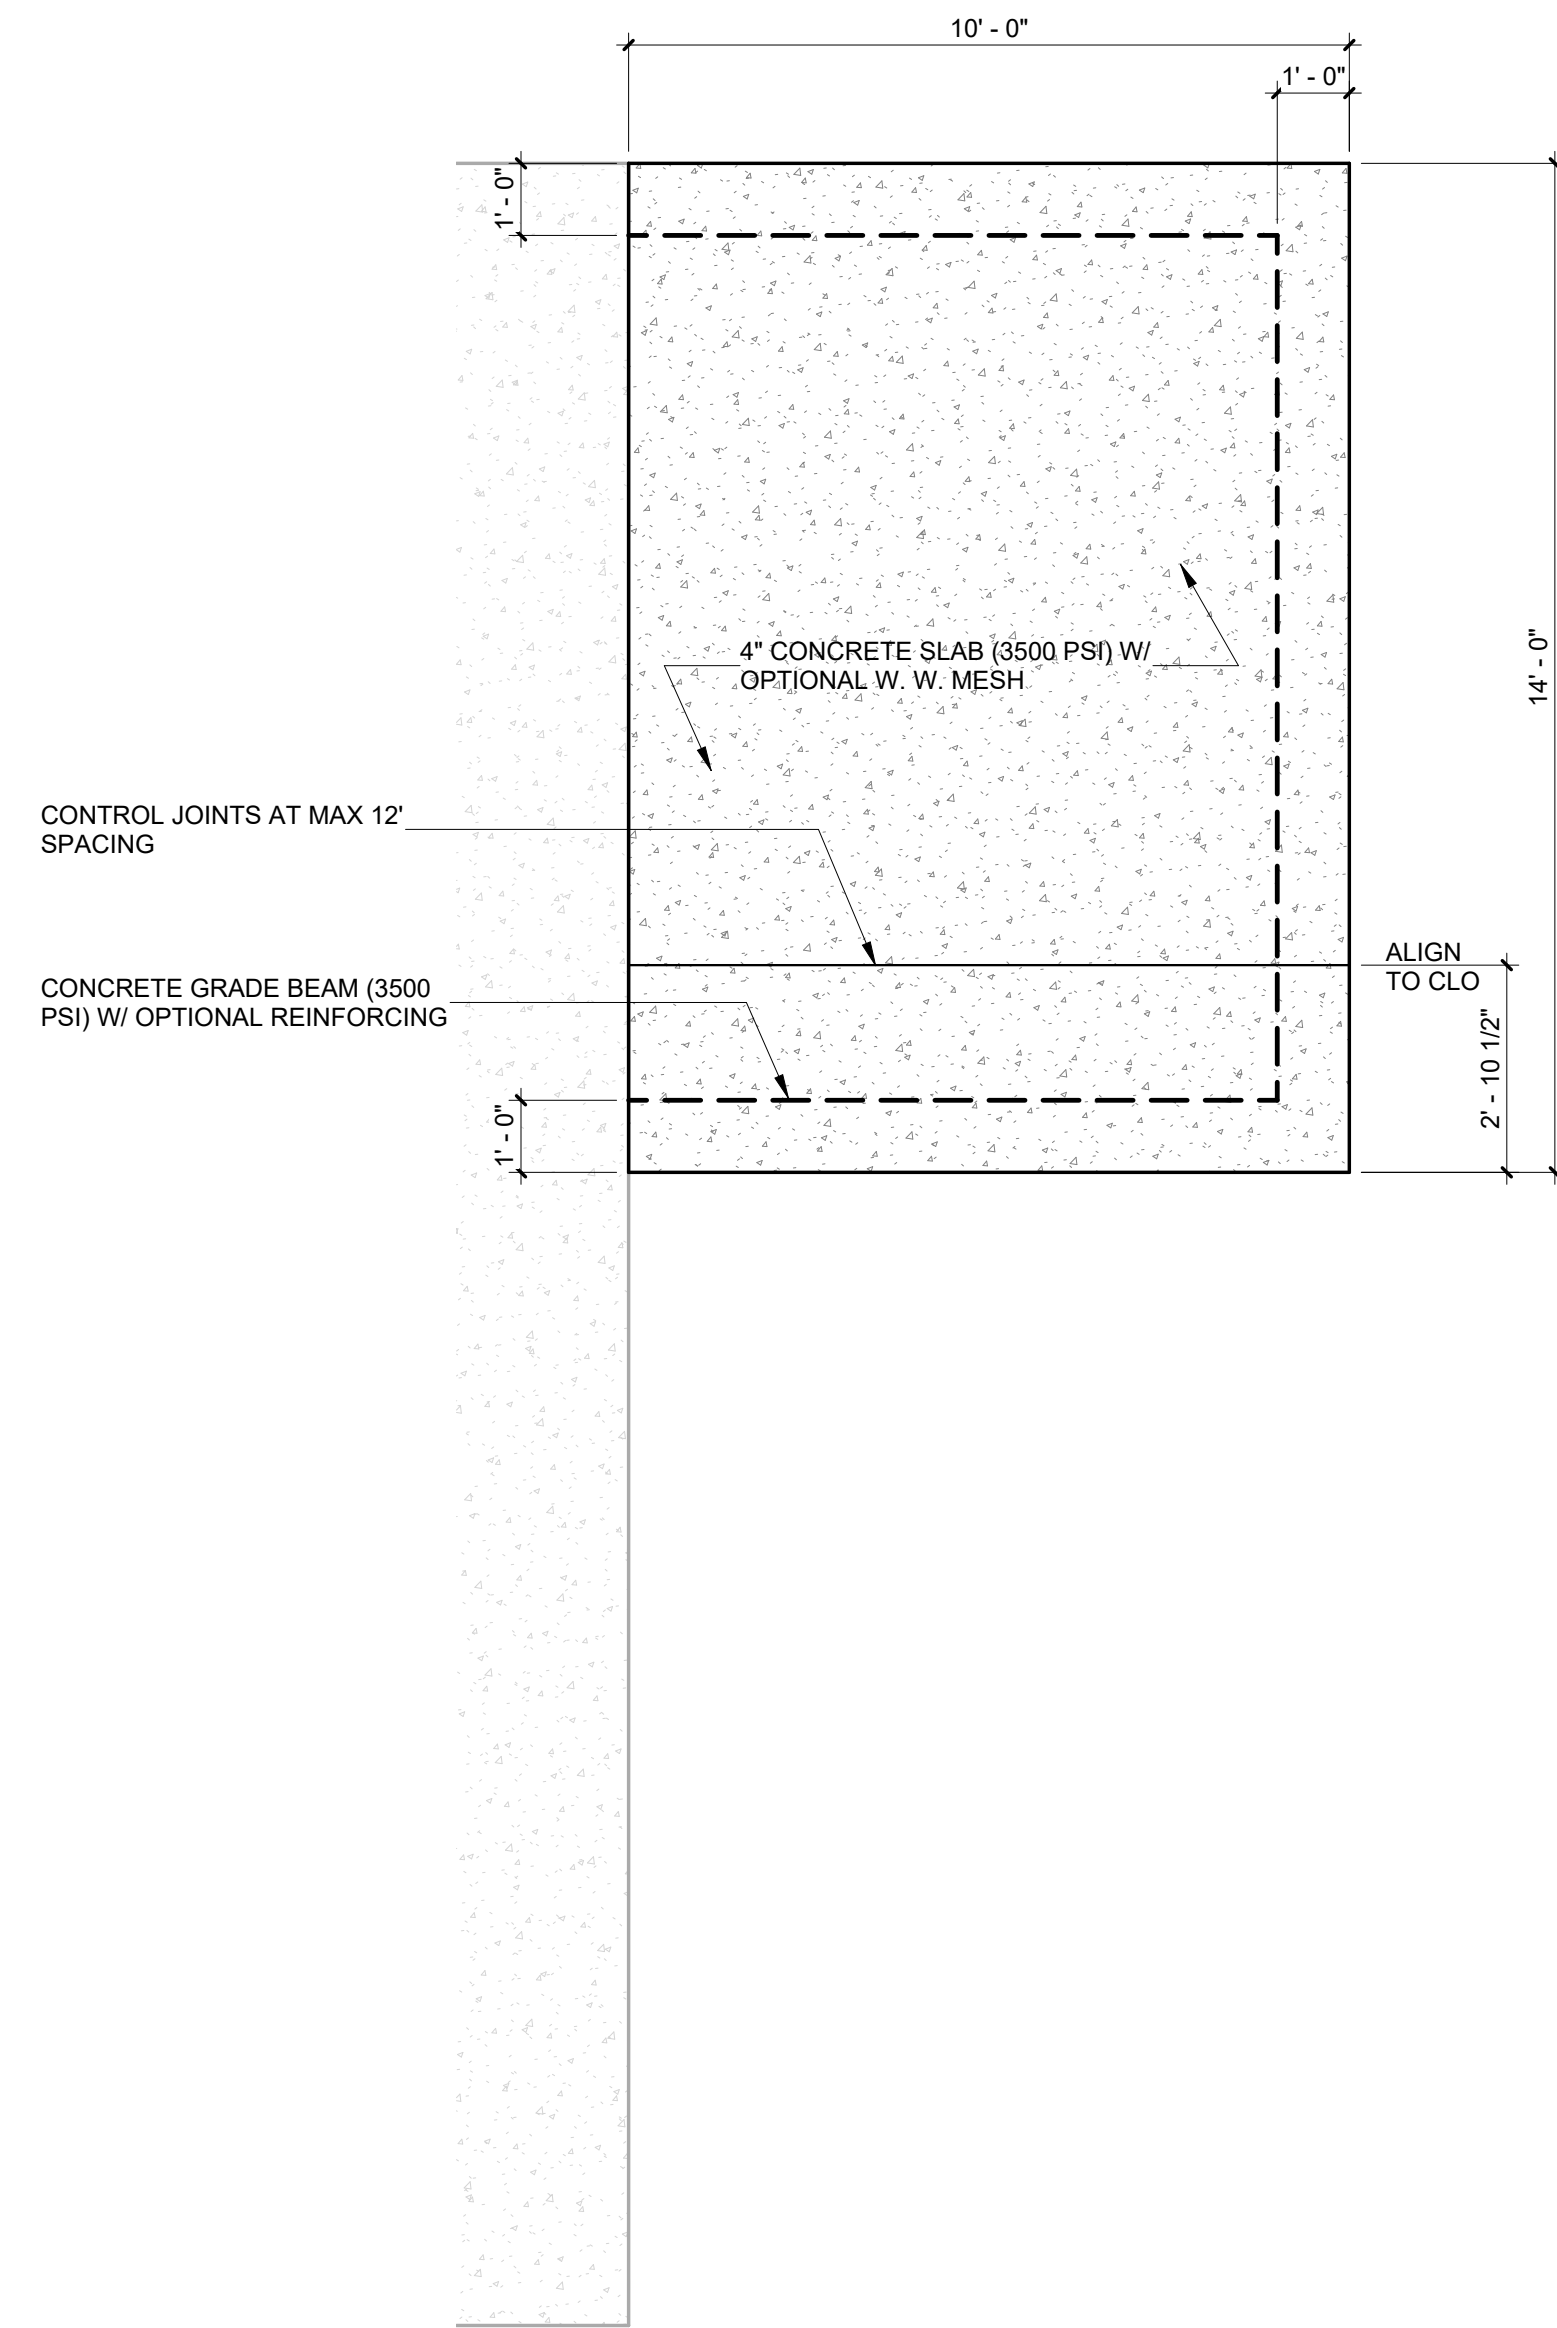 10' - 0"
1' - 0"
1' - 0"
4" CONCRETE SLAB (3500 PSI) W/
OPTIONAL W. W. MESH
14' - 0"
CONTROL JOINTS AT MAX 12'
SPACING
ALIGN
TO CLO
CONCRETE GRADE BEAM (3500
PSI) W/ OPTIONAL REINFORCING
2' - 10 1/2"
1' - 0"